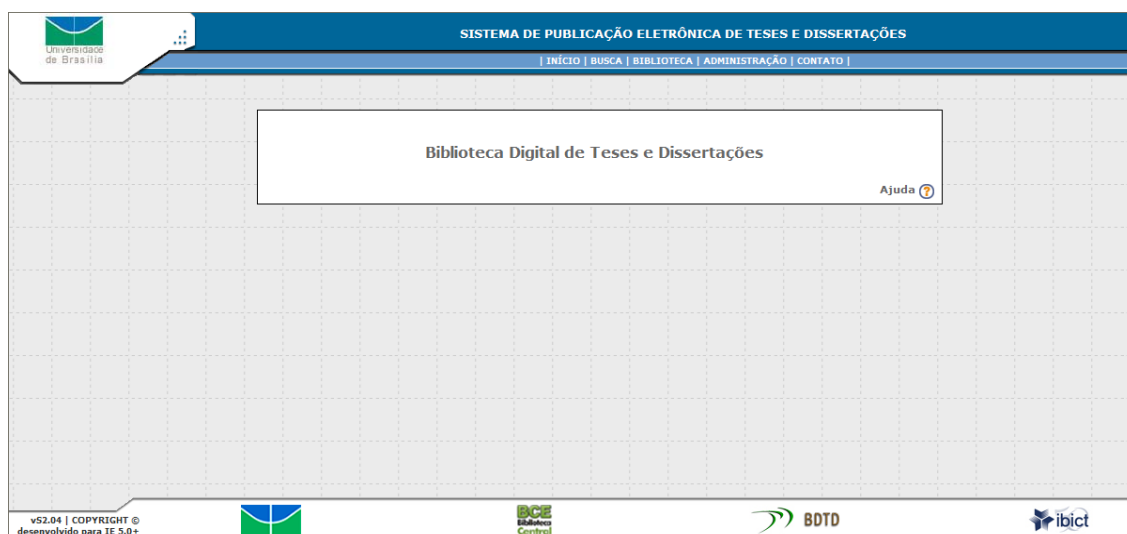 Universidade
de Brasília
SISTEMA DE PUBLICAÇÃO ELETRÔNICA DE TESES E DISSERTAÇÕES
| INÍCIO | BUSCA | BIBLIOTECA | ADMINISTRAÇÃO | CONTATO |
Biblioteca Digital de Teses e Dissertações
Ajuda ?
v52.04 | COPYRIGHT ©
desenvolvido para IE 5.0+
BCE
Biblioteca
Central
BDTD
ibict